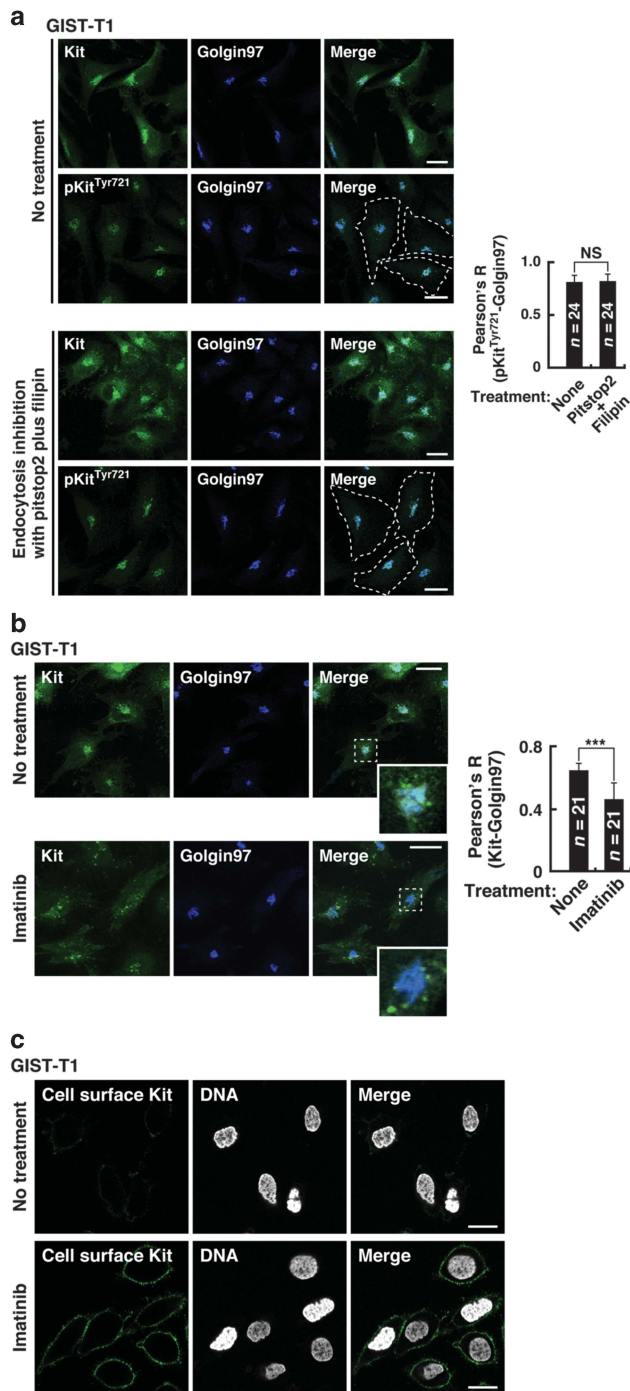 a
GIST-T1
No treatment
Kit
Golgin97
Merge
pKitTyr721
Golgin97
Merge
Endocytosis inhibition
with pitstop2 plus filipin
Kit
Golgin97
Merge
pKitTyr721
Golgin97
Merge
Pearson's R
(pKitTyr721-Golgin97)
1.0
0.5
0
NS
n = 24
n = 24
Treatment:
None
Pitstop2
+
Filipin
b
GIST-T1
No treatment
Kit
Golgin97
Merge
Imatinib
Kit
Golgin97
Merge
Pearson's R
(Kit-Golgin97)
0.8
0.4
0
***
n = 21
n = 21
Treatment:
None
Imatinib
c
GIST-T1
No treatment
Cell surface Kit
DNA
Merge
Imatinib
Cell surface Kit
DNA
Merge